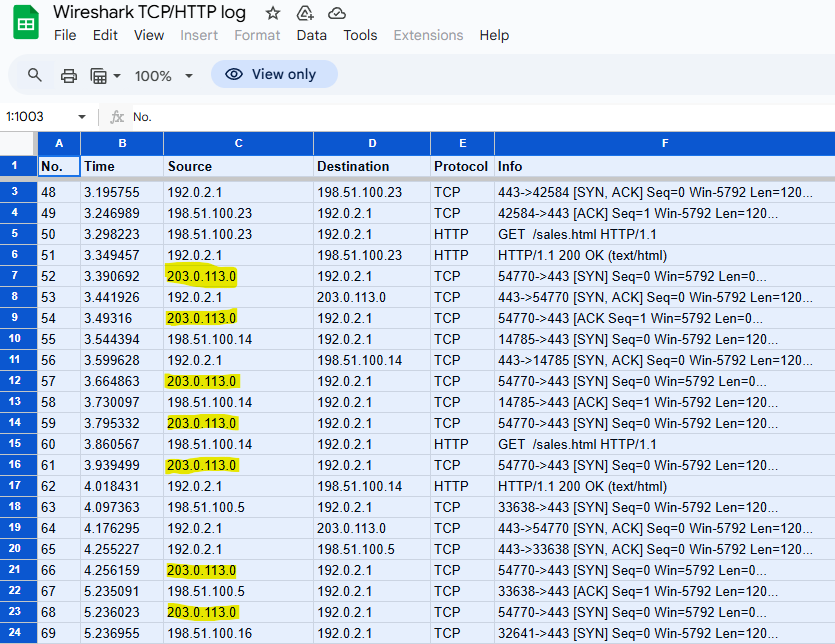 Wireshark TCP/HTTP log
File Edit View Insert Format Data Tools Extensions Help
100% View only
1:1003 fx No.
A B C D E F
1 No. Time Source Destination Protocol Info
3 48 3.195755 192.0.2.1 198.51.100.23 TCP 443->42584 [SYN, ACK] Seq=0 Win-5792 Len=120...
4 49 3.246989 198.51.100.23 192.0.2.1 TCP 42584->443 [ACK] Seq=1 Win-5792 Len=120...
5 50 3.298223 198.51.100.23 192.0.2.1 HTTP GET /sales.html HTTP/1.1
6 51 3.349457 192.0.2.1 198.51.100.23 HTTP HTTP/1.1 200 OK (text/html)
7 52 3.390692 203.0.113.0 192.0.2.1 TCP 54770->443 [SYN] Seq=0 Win=5792 Len=0...
8 53 3.441926 192.0.2.1 203.0.113.0 TCP 443->54770 [SYN, ACK] Seq=0 Win-5792 Len=120...
9 54 3.49316 203.0.113.0 192.0.2.1 TCP 54770->443 [ACK Seq=1 Win=5792 Len=0...
10 55 3.544394 198.51.100.14 192.0.2.1 TCP 14785->443 [SYN] Seq=0 Win-5792 Len=120...
11 56 3.599628 192.0.2.1 198.51.100.14 TCP 443->14785 [SYN, ACK] Seq=0 Win-5792 Len=120...
12 57 3.664863 203.0.113.0 192.0.2.1 TCP 54770->443 [SYN] Seq=0 Win=5792 Len=0...
13 58 3.730097 198.51.100.14 192.0.2.1 TCP 14785->443 [ACK] Seq=1 Win-5792 Len=120...
14 59 3.795332 203.0.113.0 192.0.2.1 TCP 54770->443 [SYN] Seq=0 Win-5792 Len=120...
15 60 3.860567 198.51.100.14 192.0.2.1 HTTP GET /sales.html HTTP/1.1
16 61 3.939499 203.0.113.0 192.0.2.1 TCP 54770->443 [SYN] Seq=0 Win-5792 Len=120...
17 62 4.018431 192.0.2.1 198.51.100.14 HTTP HTTP/1.1 200 OK (text/html)
18 63 4.097363 198.51.100.5 192.0.2.1 TCP 33638->443 [SYN] Seq=0 Win-5792 Len=120...
19 64 4.176295 192.0.2.1 203.0.113.0 TCP 443->54770 [SYN, ACK] Seq=0 Win-5792 Len=120...
20 65 4.255227 192.0.2.1 198.51.100.5 TCP 443->33638 [SYN, ACK] Seq=0 Win-5792 Len=120...
21 66 4.256159 203.0.113.0 192.0.2.1 TCP 54770->443 [SYN] Seq=0 Win=5792 Len=0...
22 67 5.235091 198.51.100.5 192.0.2.1 TCP 33638->443 [ACK] Seq=1 Win-5792 Len=120...
23 68 5.236023 203.0.113.0 192.0.2.1 TCP 54770->443 [SYN] Seq=0 Win=5792 Len=0...
24 69 5.236955 198.51.100.16 192.0.2.1 TCP 32641->443 [SYN] Seq=0 Win-5792 Len=120...